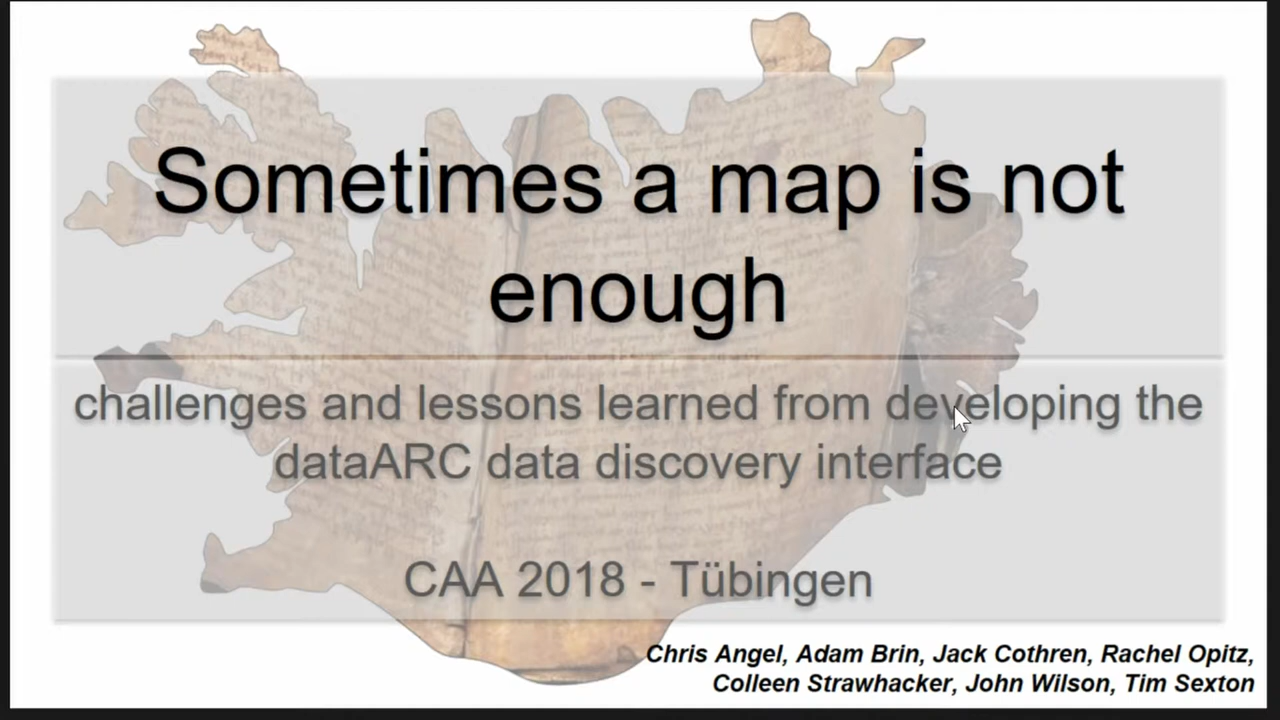 Sometimes a map is not
enough
challenges and lessons learned from developing the
dataARC data discovery interface
CAA 2018 - Tübingen
Chris Angel, Adam Brin, Jack Cothren, Rachel Opitz,
Colleen Strawhacker, John Wilson, Tim Sexton